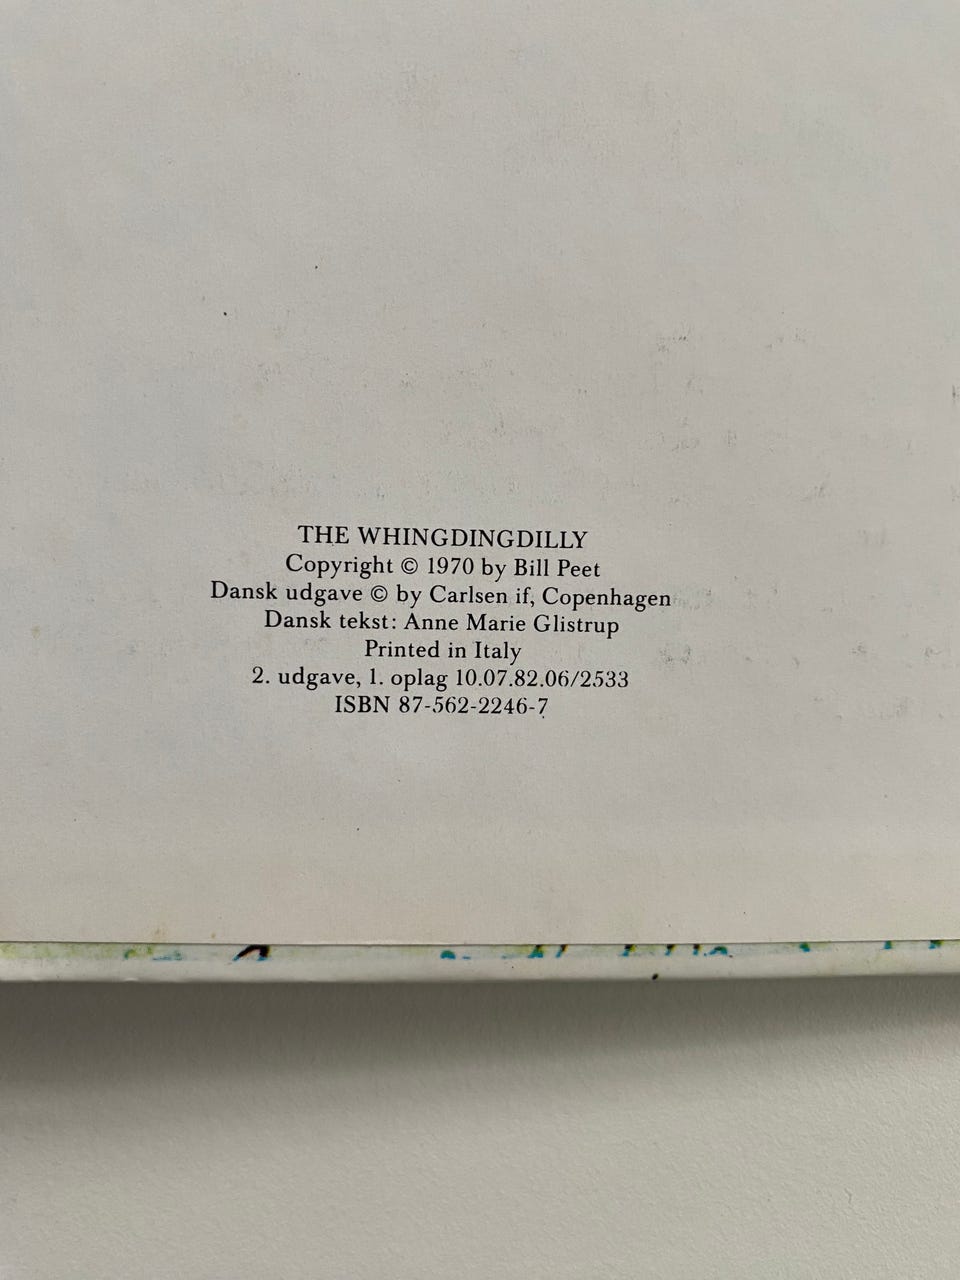 THE WHINGDINGDILLY
Copyright © 1970 by Bill Peet
Dansk udgave © by Carlsen if, Copenhagen
Dansk tekst: Anne Marie Glistrup
Printed in Italy
2. udgave, 1. oplag 10.07.82.06/2533
ISBN 87-562-2246-7